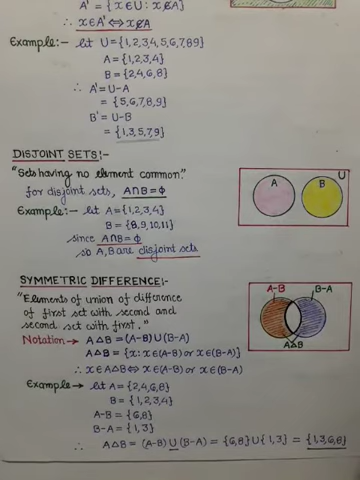 A' = {x∈U : x∉A}
∴ x∈A' ⇔ x∉A
Example:- let U = {1,2,3,4,5,6,7,8,9}
A = {1,2,3,4}
B = {2,4,6,8}
∴ A' = U-A
= {5,6,7,8,9}
B' = U-B
= {1,3,5,7,9}
DISJOINT SETS:-
"Sets having no element common."
for disjoint sets, A∩B=ϕ
Example:- let A = {1,2,3,4}
B = {8,9,10,11}
since A∩B = ϕ
so A,B are disjoint sets
U
A
B
SYMMETRIC DIFFERENCE:-
"Elements of union of difference
of first set with second and
second set with first."
Notation → A△B = (A-B)∪(B-A)
A△B = {x: x∈(A-B) or x∈(B-A)}
∴ x∈A△B ⇔ x∈(A-B) or x∈(B-A)
A-B
B-A
A△B
Example → let A = {2,4,6,8}
B = {1,2,3,4}
A-B = {6,8}
B-A = {1,3}
∴ A△B = (A-B)∪(B-A) = {6,8}∪{1,3} = {1,3,6,8}